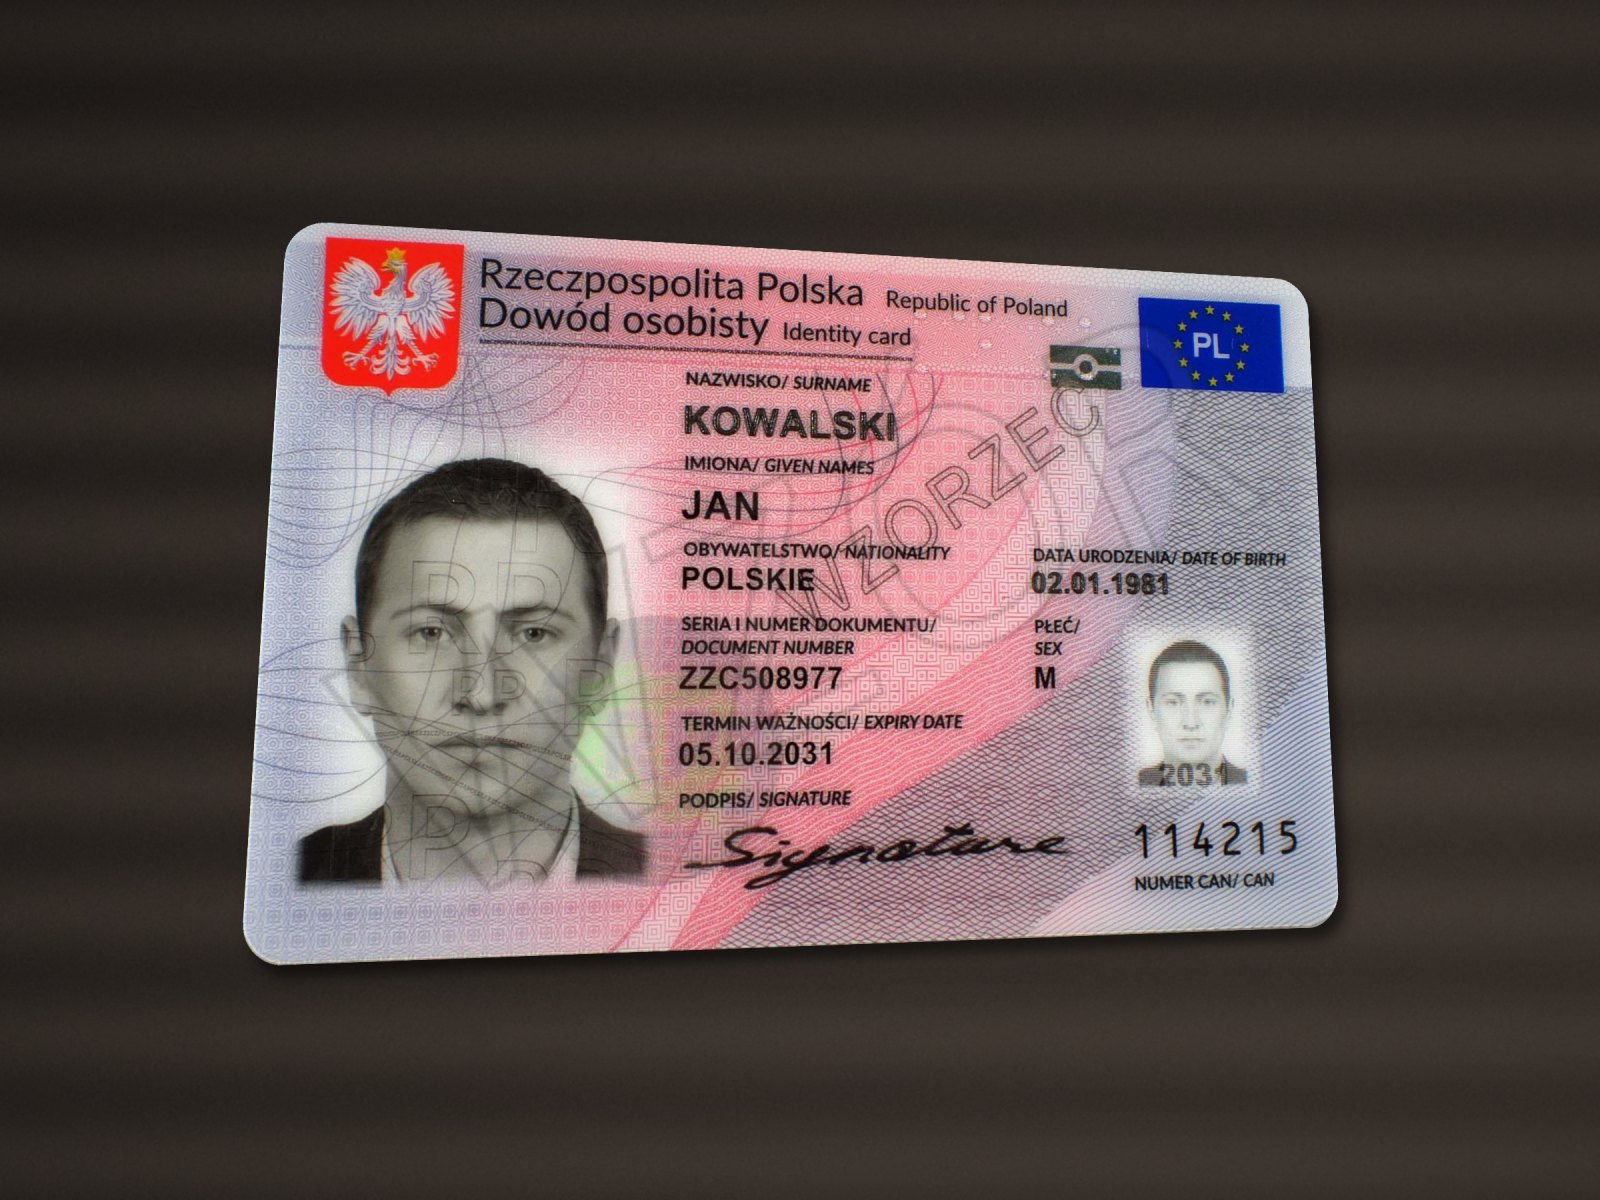 Rzeczpospolita Polska Republic of Poland
Dowód osobisty Identity card
PL
NAZWISKO/ SURNAME
KOWALSKI
IMIONA/ GIVEN NAMES
JAN
WZORZEC
OBYWATELSTWO/ NATIONALITY
POLSKIE
DATA URODZENIA/ DATE OF BIRTH
02.01.1981
SERIA I NUMER DOKUMENTU/
DOCUMENT NUMBER
ZZC508977
PŁEĆ/
SEX
M
TERMIN WAŻNOŚCI/ EXPIRY DATE
05.10.2031
2031
PODPIS/ SIGNATURE
Signature
114215
NUMER CAN/ CAN
RP
RP